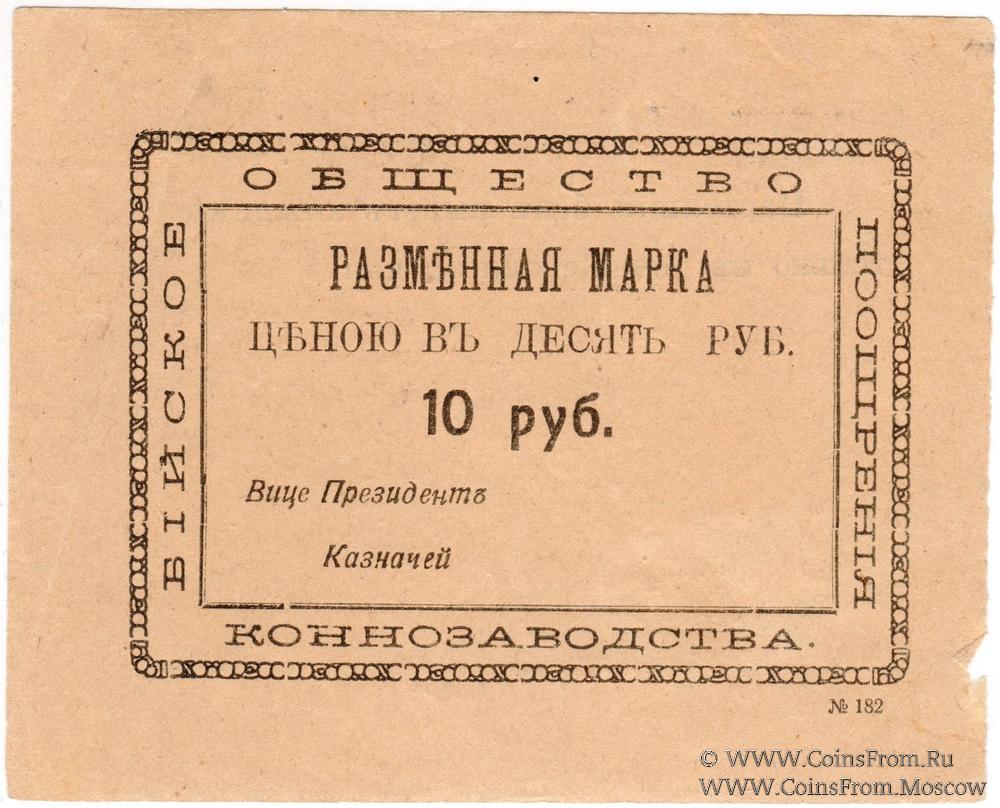 БІЙСКОЕ
ОБЩЕСТВО
ПООЩРЕНІЯ
КОННОЗАВОДСТВА.
РАЗМѢННАЯ МАРКА
ЦѢНОЮ ВЪ ДЕСЯТЬ РУБ.
10 руб.
Вице Президентъ
Казначей
№ 182
© WWW.CoinsFrom.Ru
WWW.CoinsFrom.Moscow